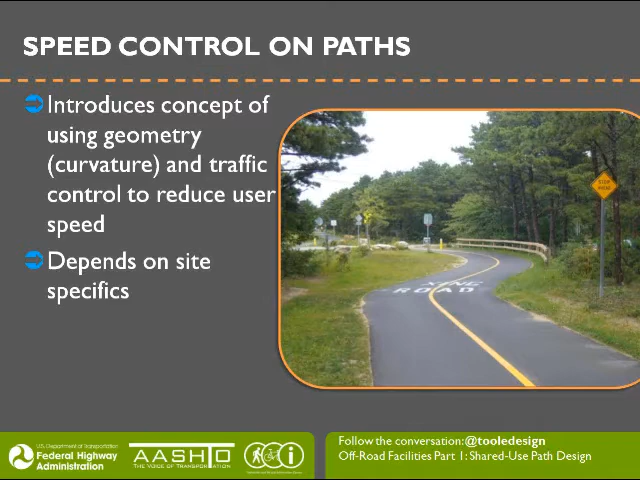 SPEED CONTROL ON PATHS
Introduces concept of
using geometry
(curvature) and traffic
control to reduce user
speed
Depends on site
specifics
XING
ROAD
U.S. Department of Transportation
Federal Highway
Administration
AASHTO
THE VOICE OF TRANSPORTATION
Follow the conversation: @tooledesign
Off-Road Facilities Part 1: Shared-Use Path Design